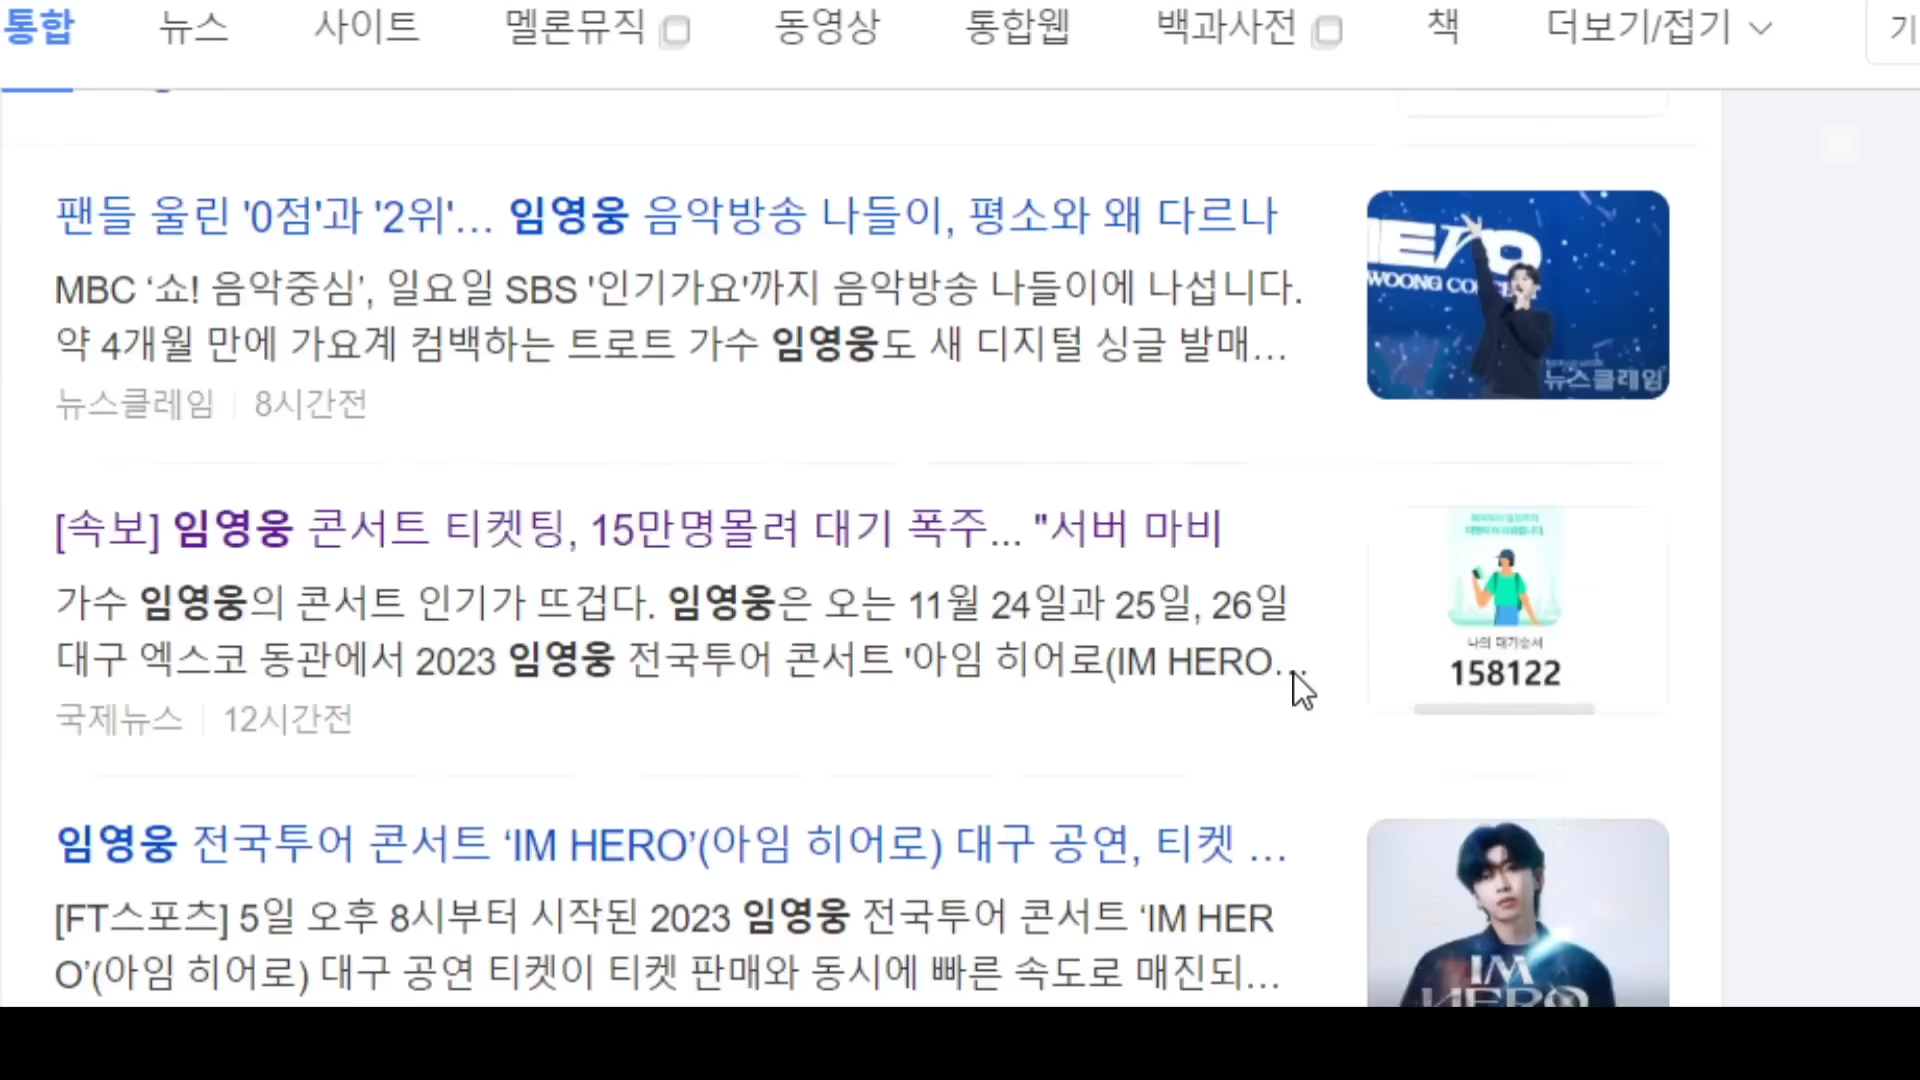 통합 뉴스 사이트 멜론뮤직 동영상 통합웹 백과사전 책 더보기/접기 기
팬들 울린 '0점'과 '2위'... 임영웅 음악방송 나들이, 평소와 왜 다르나
MBC ‘쇼! 음악중심’, 일요일 SBS '인기가요'까지 음악방송 나들이에 나섭니다.
약 4개월 만에 가요계 컴백하는 트로트 가수 임영웅도 새 디지털 싱글 발매...
뉴스클레임 8시간전
HERO
WOONG CO
뉴스클레임
[속보] 임영웅 콘서트 티켓팅, 15만명몰려 대기 폭주... "서버 마비
가수 임영웅의 콘서트 인기가 뜨겁다. 임영웅은 오는 11월 24일과 25일, 26일
대구 엑스코 동관에서 2023 임영웅 전국투어 콘서트 '아임 히어로(IM HERO...
국제뉴스 12시간전
나의 대기순서
158122
임영웅 전국투어 콘서트 ‘IM HERO’(아임 히어로) 대구 공연, 티켓 ...
[FT스포츠] 5일 오후 8시부터 시작된 2023 임영웅 전국투어 콘서트 ‘IM HER
O’(아임 히어로) 대구 공연 티켓이 티켓 판매와 동시에 빠른 속도로 매진되...
IM
HERO